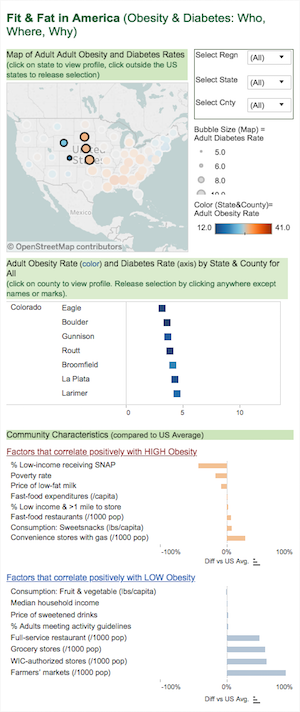 Fit & Fat in America (Obesity & Diabetes: Who,
Where, Why)
Map of Adult Adult Obesity and Diabetes Rates
(click on state to view profile, click outside the US
states to release selection)
Select Regn (All)
Select State (All)
Select Cnty (All)
Mexico
© OpenStreetMap contributors
Bubble Size (Map)=
Adult Diabetes Rate
5.0
6.0
8.0
10.0
Color (State&County)=
Adult Obesity Rate
12.0 41.0
Adult Obesity Rate (color) and Diabetes Rate (axis) by State & County for
All
(click on county to view profile. Release selection by clicking anywhere except
names or marks).
Colorado Eagle
Boulder
Gunnison
Routt
Broomfield
La Plata
Larimer
0 5 10
Community Characteristics (compared to US Average)
Factors that correlate positively with HIGH Obesity
% Low-income receiving SNAP
Poverty rate
Price of low-fat milk
Fast-food expenditures (/capita)
% Low income & >1 mile to store
Fast-food restaurants (/1000 pop)
Consumption: Sweetsnacks (lbs/capita)
Convenience stores with gas (/1000 pop)
-100% 0% 100%
Diff vs US Avg.
Factors that correlate positively with LOW Obesity
Consumption: Fruit & vegetable (lbs/capita)
Median household income
Price of sweetened drinks
% Adults meeting activity guidelines
Full-service restaurant (/1000 pop)
Grocery stores (/1000 pop)
WIC-authorized stores (/1000 pop)
Farmers' markets (/1000 pop)
-100% 0% 100%
Diff vs US Avg.